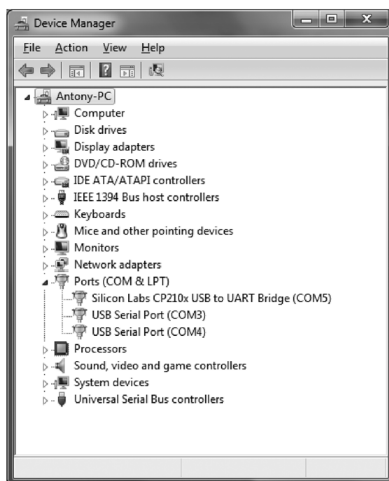 Device Manager
File Action View Help
Antony-PC
Computer
Disk drives
Display adapters
DVD/CD-ROM drives
IDE ATA/ATAPI controllers
IEEE 1394 Bus host controllers
Keyboards
Mice and other pointing devices
Monitors
Network adapters
Ports (COM & LPT)
Silicon Labs CP210x USB to UART Bridge (COM5)
USB Serial Port (COM3)
USB Serial Port (COM4)
Processors
Sound, video and game controllers
System devices
Universal Serial Bus controllers